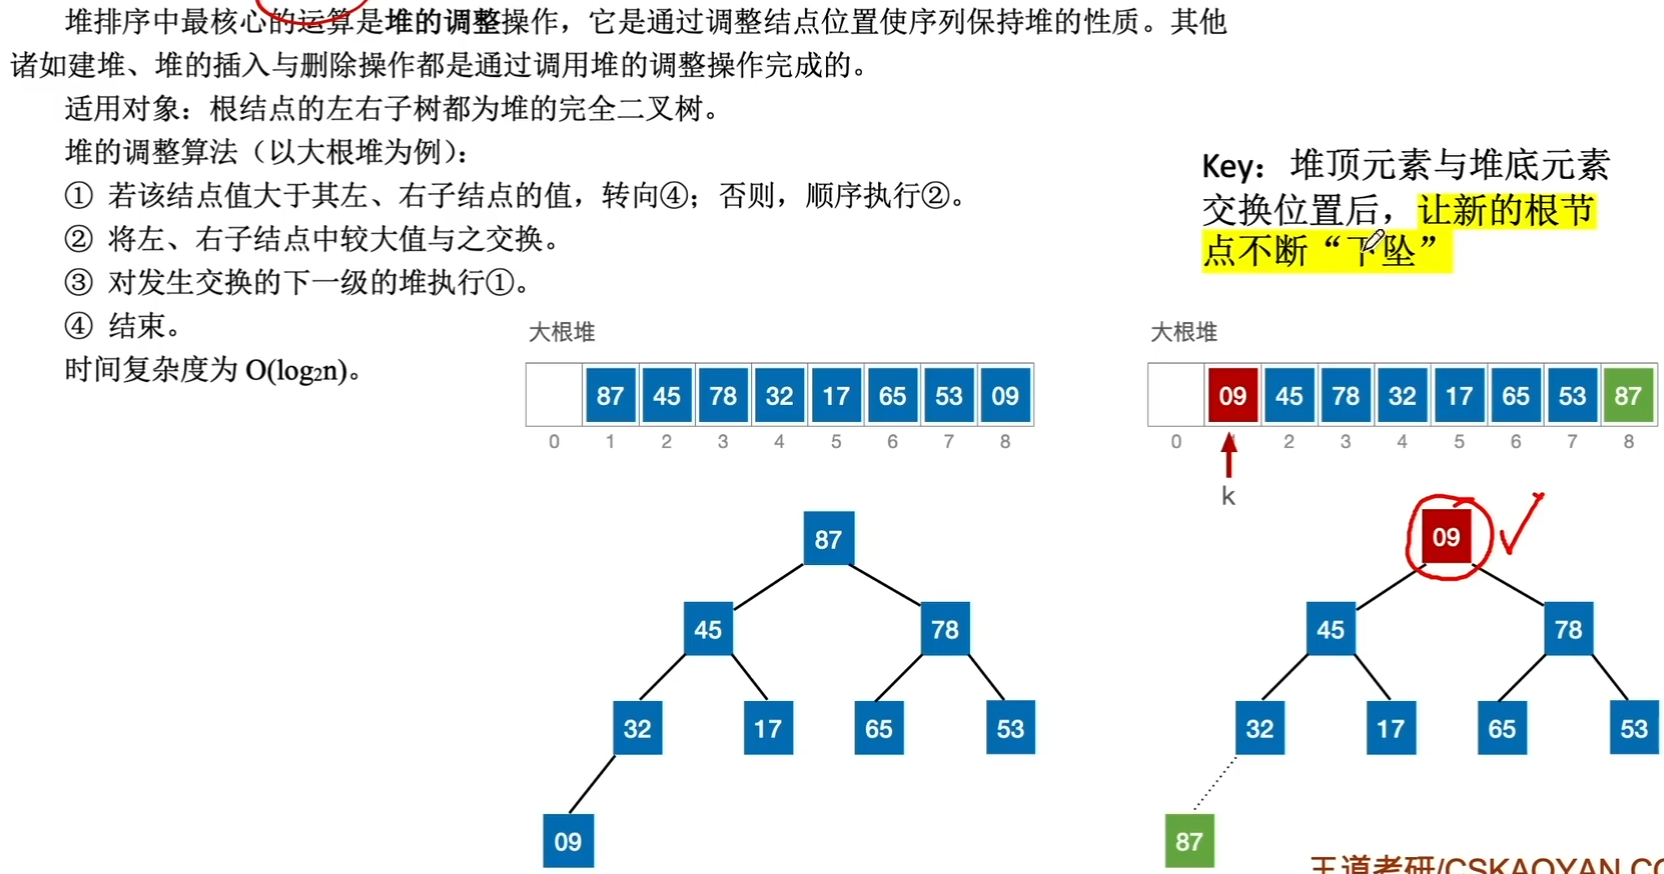 堆排序中最核心的运算是堆的调整操作，它是通过调整结点位置使序列保持堆的性质。其他
诸如建堆、堆的插入与删除操作都是通过调用堆的调整操作完成的。
适用对象：根结点的左右子树都为堆的完全二叉树。
堆的调整算法（以大根堆为例）：
① 若该结点值大于其左、右子结点的值，转向④；否则，顺序执行②。
② 将左、右子结点中较大值与之交换。
③ 对发生交换的下一级的堆执行①。
④ 结束。
时间复杂度为 O(log₂n)。
Key：堆顶元素与堆底元素
交换位置后，让新的根节
点不断“下坠”
大根堆
87 45 78 32 17 65 53 09
0 1 2 3 4 5 6 7 8
87
45 78
32 17 65 53
09
大根堆
09 45 78 32 17 65 53 87
0 2 3 4 5 6 7 8
k
09
45 78
32 17 65 53
87
王道考研/CSKAOYAN.CO